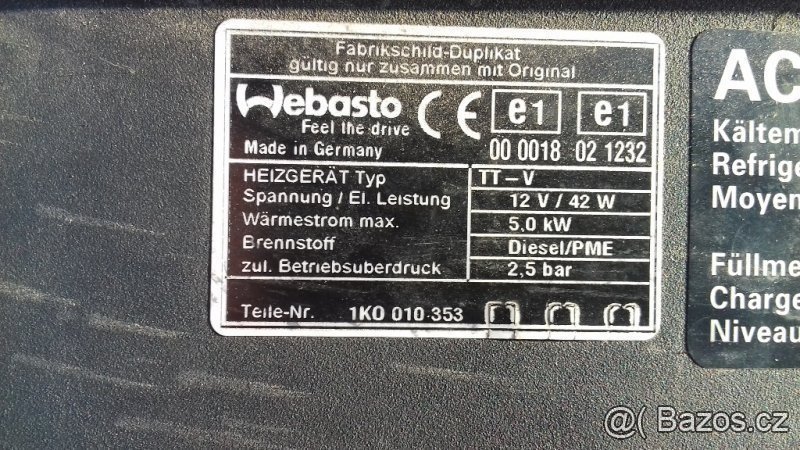 Fabrikschild-Duplikat
gültig nur zusammen mit Original
Webasto
Feel the drive
CE e1 e1
Made in Germany 00 0018 02 1232
HEIZGERÄT Typ TT-V
Spannung / El. Leistung 12 V / 42 W
Wärmestrom max. 5.0 kW
Brennstoff Diesel/PME
zul. Betriebsuberdruck 2,5 bar
Teile-Nr. 1K0 010 353
AC
Kältem
Refrige
Moyen
Füllme
Charge
Niveau
@( Bazos.cz